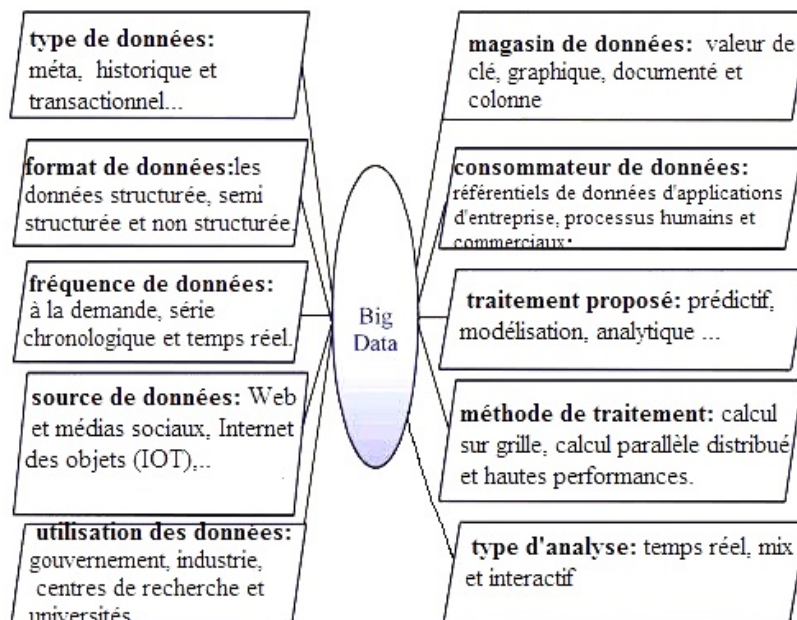 type de données:
méta, historique et
transactionnel...
format de données:les
données structurée, semi
structurée et non structurée.
fréquence de données:
à la demande, série
chronologique et temps réel.
source de données: Web
et médias sociaux, Internet
des objets (IOT),..
utilisation des données:
gouvernement, industrie,
centres de recherche et
universités
Big
Data
magasin de données: valeur de
clé, graphique, documenté et
colonne
consommateur de données:
référentiels de données d'applications
d'entreprise, processus humains et
commerciaux:
traitement proposé: prédictif,
modélisation, analytique ...
méthode de traitement: calcul
sur grille, calcul parallèle distribué
et hautes performances.
type d'analyse: temps réel, mix
et interactif